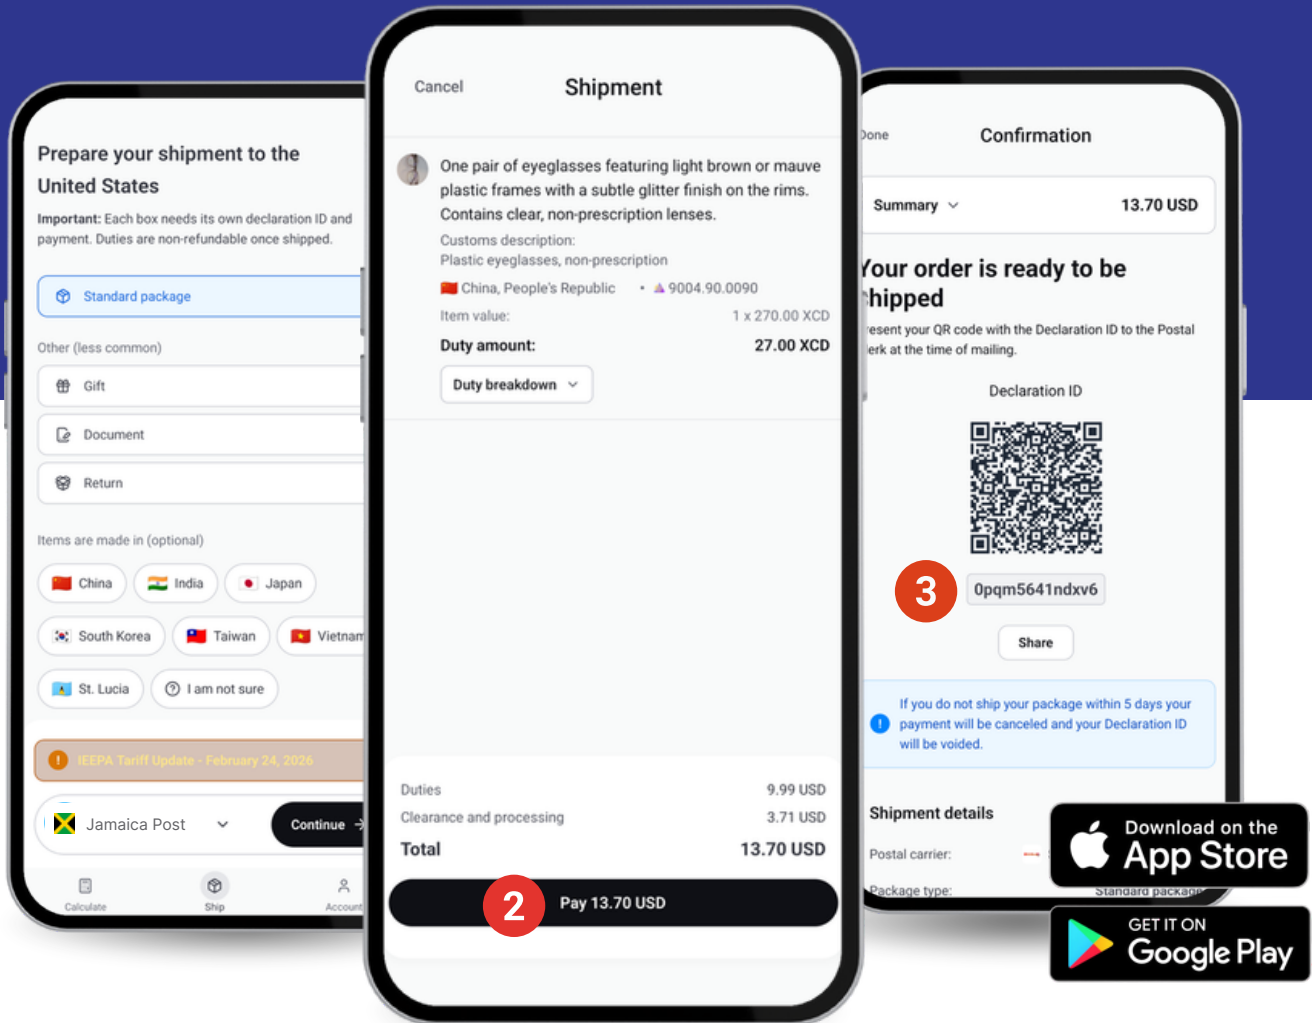 Prepare your shipment to the
United States
Important: Each box needs its own declaration ID and
payment. Duties are non-refundable once shipped.
Standard package
Other (less common)
Gift
Document
Return
Items are made in (optional)
China
India
Japan
South Korea
Taiwan
Vietnam
St. Lucia
I am not sure
IEEPA Tariff Update - February 24, 2026
Jamaica Post
Continue →
Calculate
Ship
Account
Cancel
Shipment
One pair of eyeglasses featuring light brown or mauve
plastic frames with a subtle glitter finish on the rims.
Contains clear, non-prescription lenses.
Customs description:
Plastic eyeglasses, non-prescription
China, People's Republic • 9004.90.0090
Item value: 1 x 270.00 XCD
Duty amount: 27.00 XCD
Duty breakdown
Duties 9.99 USD
Clearance and processing 3.71 USD
Total 13.70 USD
2
Pay 13.70 USD
Done
Confirmation
Summary 13.70 USD
Your order is ready to be
shipped
resent your QR code with the Declaration ID to the Postal
erk at the time of mailing.
Declaration ID
3
0pqm5641ndxv6
Share
If you do not ship your package within 5 days your
payment will be canceled and your Declaration ID
will be voided.
Shipment details
Postal carrier:
Package type: Standard package
Download on the
App Store
GET IT ON
Google Play